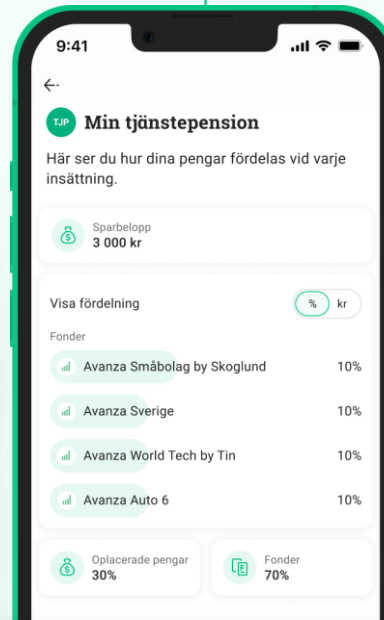 9:41
TJP Min tjänstepension
Här ser du hur dina pengar fördelas vid varje
insättning.
Sparbelopp
3 000 kr
Visa fördelning % kr
Fonder
Avanza Småbolag by Skoglund 10%
Avanza Sverige 10%
Avanza World Tech by Tin 10%
Avanza Auto 6 10%
Oplacerade pengar
30%
Fonder
70%